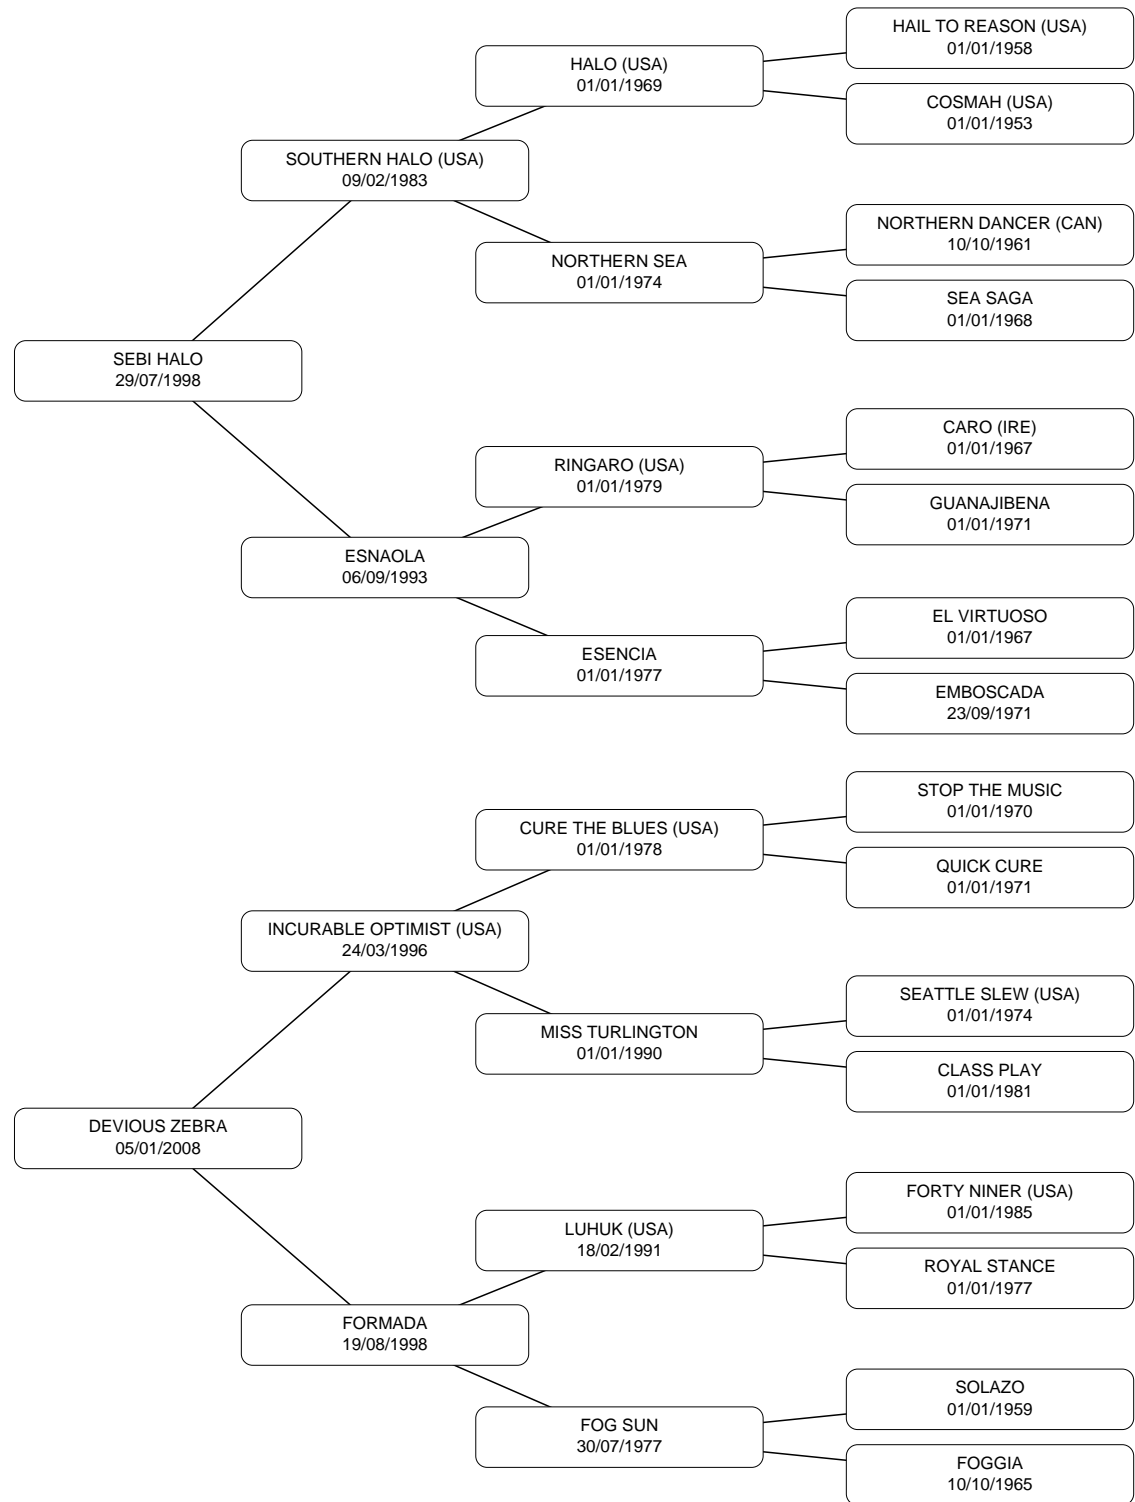 HAIL TO REASON (USA)
01/01/1958
HALO (USA)
01/01/1969
COSMAH (USA)
01/01/1953
SOUTHERN HALO (USA)
09/02/1983
NORTHERN DANCER (CAN)
10/10/1961
NORTHERN SEA
01/01/1974
SEA SAGA
01/01/1968
SEBI HALO
29/07/1998
CARO (IRE)
01/01/1967
RINGARO (USA)
01/01/1979
GUANAJIBENA
01/01/1971
ESNAOLA
06/09/1993
EL VIRTUOSO
01/01/1967
ESENCIA
01/01/1977
EMBOSCADA
23/09/1971
STOP THE MUSIC
01/01/1970
CURE THE BLUES (USA)
01/01/1978
QUICK CURE
01/01/1971
INCURABLE OPTIMIST (USA)
24/03/1996
SEATTLE SLEW (USA)
01/01/1974
MISS TURLINGTON
01/01/1990
CLASS PLAY
01/01/1981
DEVIOUS ZEBRA
05/01/2008
FORTY NINER (USA)
01/01/1985
LUHUK (USA)
18/02/1991
ROYAL STANCE
01/01/1977
FORMADA
19/08/1998
SOLAZO
01/01/1959
FOG SUN
30/07/1977
FOGGIA
10/10/1965